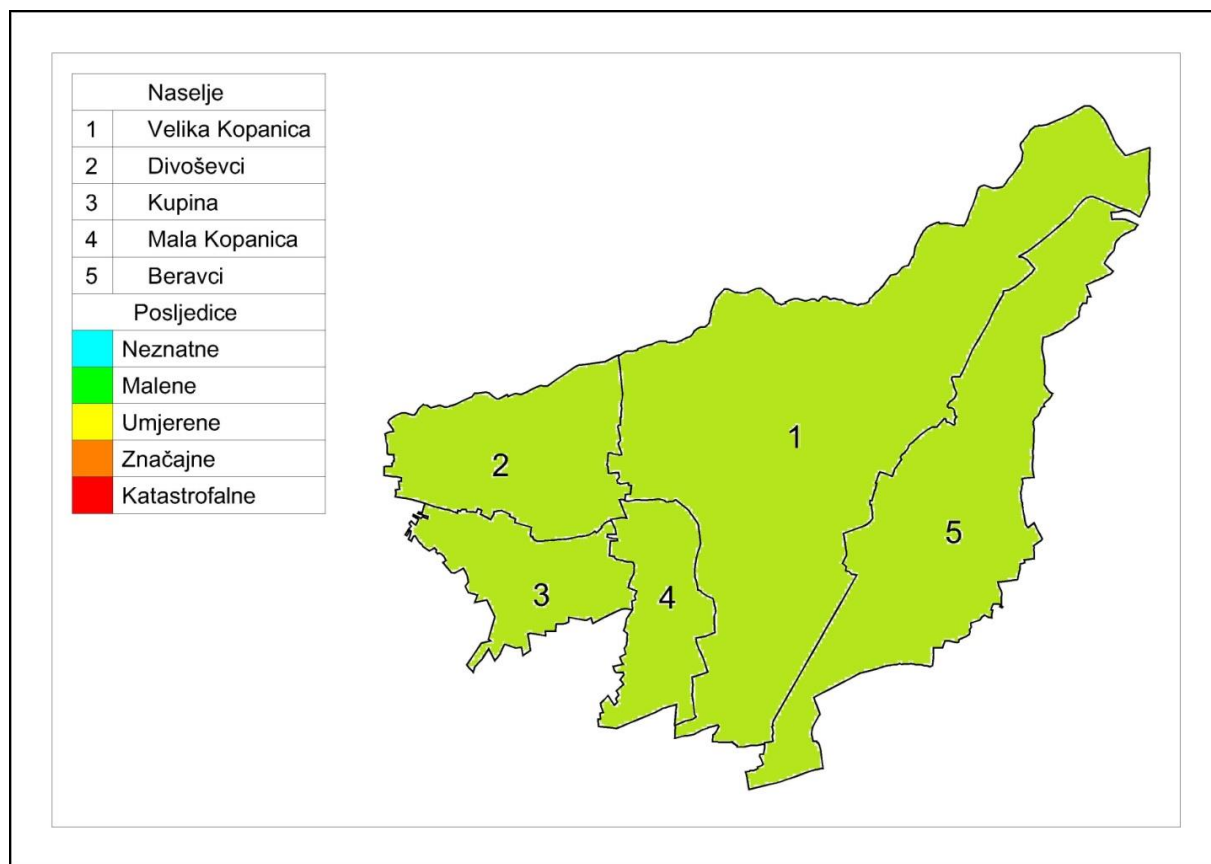 Naselje
1 Velika Kopanica
2 Divoševci
3 Kupina
4 Mala Kopanica
5 Beravci
Posljedice
Neznatne
Malene
Umjerene
Značajne
Katastrofalne
1
2
5
3
4